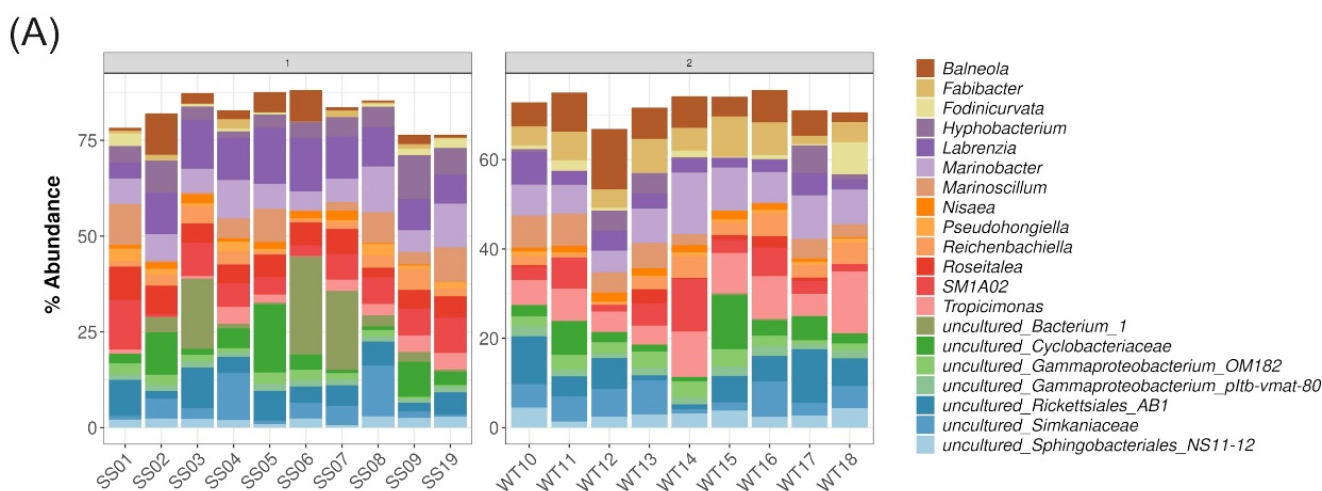 (A)
1
2
% Abundance
75
50
25
0
60
40
20
0
SS01
SS02
SS03
SS04
SS05
SS06
SS07
SS08
SS09
SS19
WT10
WT11
WT12
WT13
WT14
WT15
WT16
WT17
WT18
Balneola
Fabibacter
Fodinicurvata
Hyphobacterium
Labrenzia
Marinobacter
Marinoscillum
Nisaea
Pseudohongiella
Reichenbachiella
Roseitalea
SM1A02
Tropicimonas
uncultured_Bacterium_1
uncultured_Cyclobacteriaceae
uncultured_Gammaproteobacterium_OM182
uncultured_Gammaproteobacterium_pItb-vmat-80
uncultured_Rickettsiales_AB1
uncultured_Simkaniaceae
uncultured_Sphingobacteriales_NS11-12